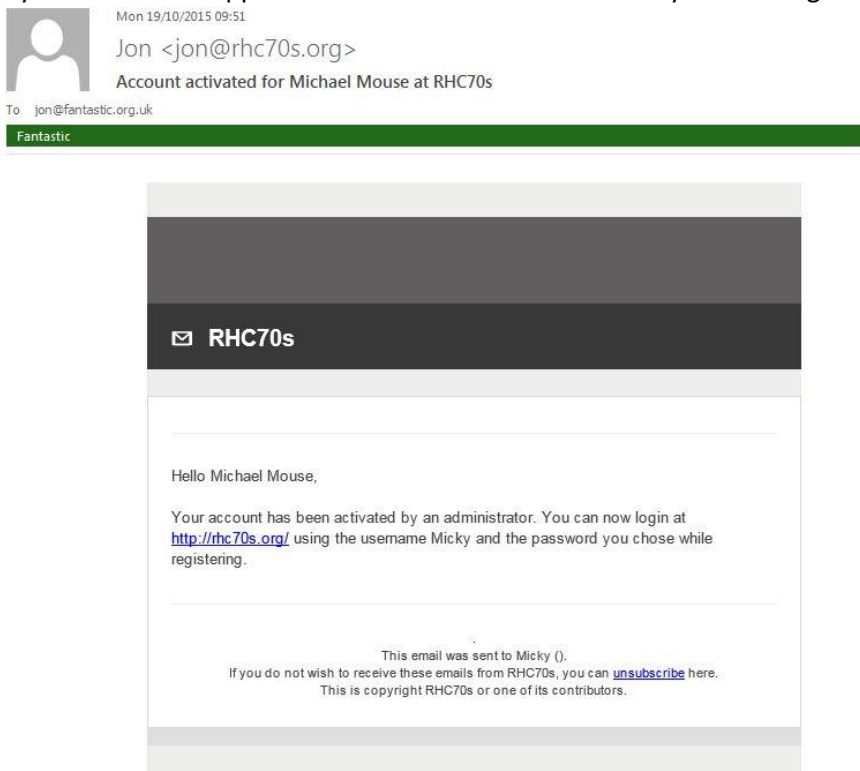 Mon 19/10/2015 09:51
Jon <jon@rhc70s.org>
Account activated for Michael Mouse at RHC70s
To jon@fantastic.org.uk
Fantastic
RHC70s
Hello Michael Mouse,
Your account has been activated by an administrator. You can now login at
http://rhc70s.org/ using the username Micky and the password you chose while
registering.
.
This email was sent to Micky ().
If you do not wish to receive these emails from RHC70s, you can unsubscribe here.
This is copyright RHC70s or one of its contributors.